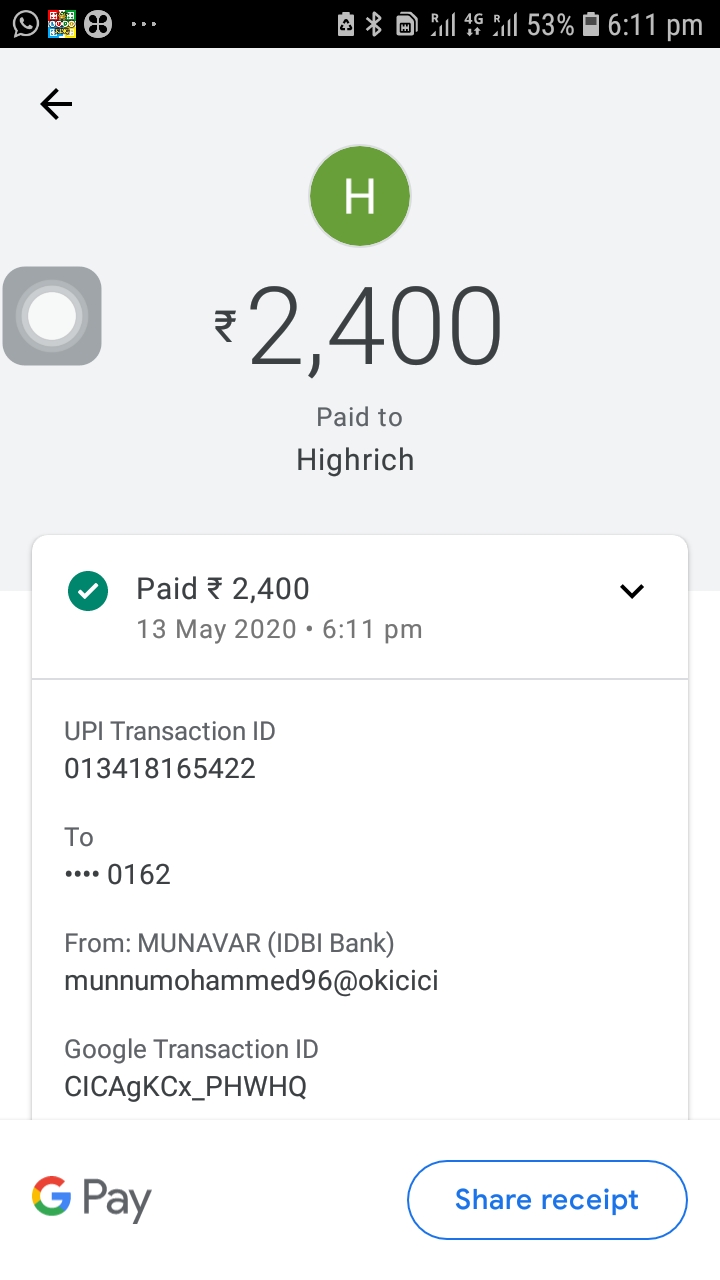 R 4G R 53% 6:11 pm
H
₹2,400
Paid to
Highrich
Paid ₹ 2,400
13 May 2020 • 6:11 pm
UPI Transaction ID
013418165422
To
•••• 0162
From: MUNAVAR (IDBI Bank)
munnumohammed96@okicici
Google Transaction ID
CICAgKCx_PHWHQ
G Pay
Share receipt